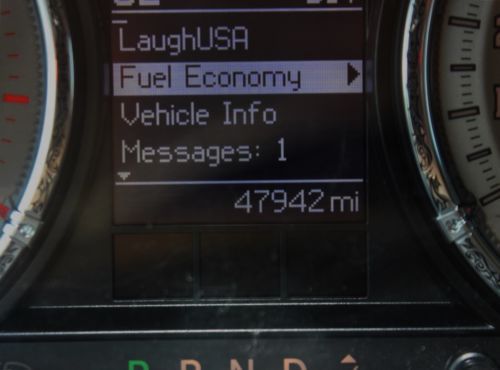 LaughUSA
Fuel Economy
Vehicle Info
Messages: 1
47942 mi
P R N D